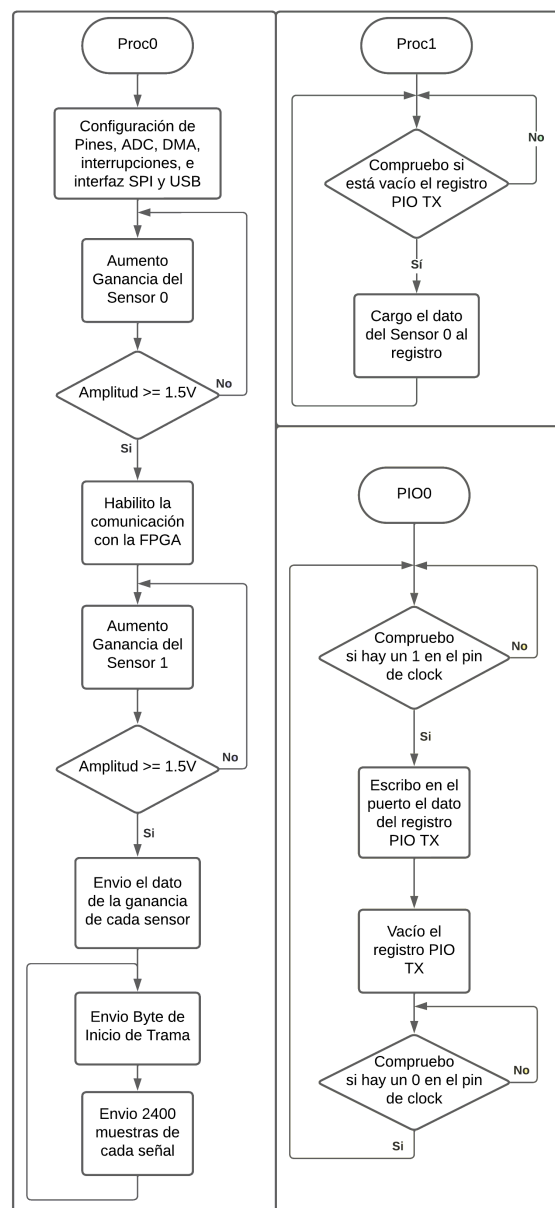 Proc0
Configuración de
Pines, ADC, DMA,
interrupciones, e
interfaz SPI y USB
Aumento
Ganancia del
Sensor 0
Amplitud >= 1.5V
No
Si
Habilito la
comunicación
con la FPGA
Aumento
Ganancia del
Sensor 1
Amplitud >= 1.5V
No
Si
Envio el dato
de la ganancia
de cada sensor
Envio Byte de
Inicio de Trama
Envio 2400
muestras de
cada señal
Proc1
No
Compruebo si
está vacío el registro
PIO TX
Sí
Cargo el dato
del Sensor 0 al
registro
PIO0
Compruebo
si hay un 1 en el pin
de clock
No
Si
Escribo en el
puerto el dato
del registro
PIO TX
Vacío el
registro PIO
TX
Compruebo
si hay un 0 en el pin
de clock
No
Si